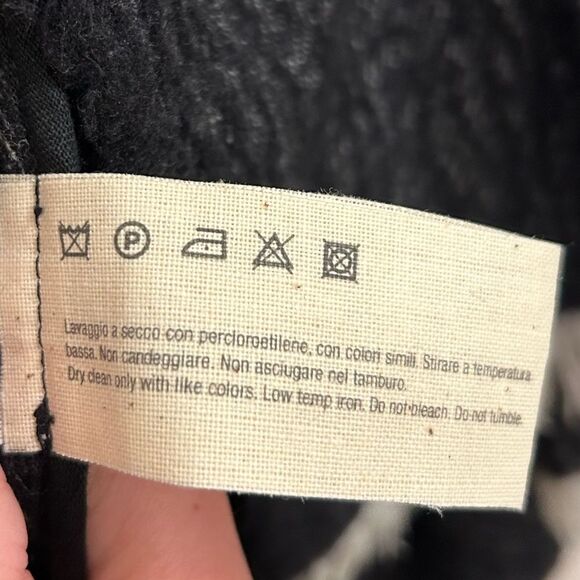 P
Lavaggio a secco con percloroetilene, con colori simili. Stirare a temperatura
bassa. Non candeggiare. Non asciugare nel tamburo.
Dry clean only with like colors. Low temp iron. Do not bleach. Do not tumble.